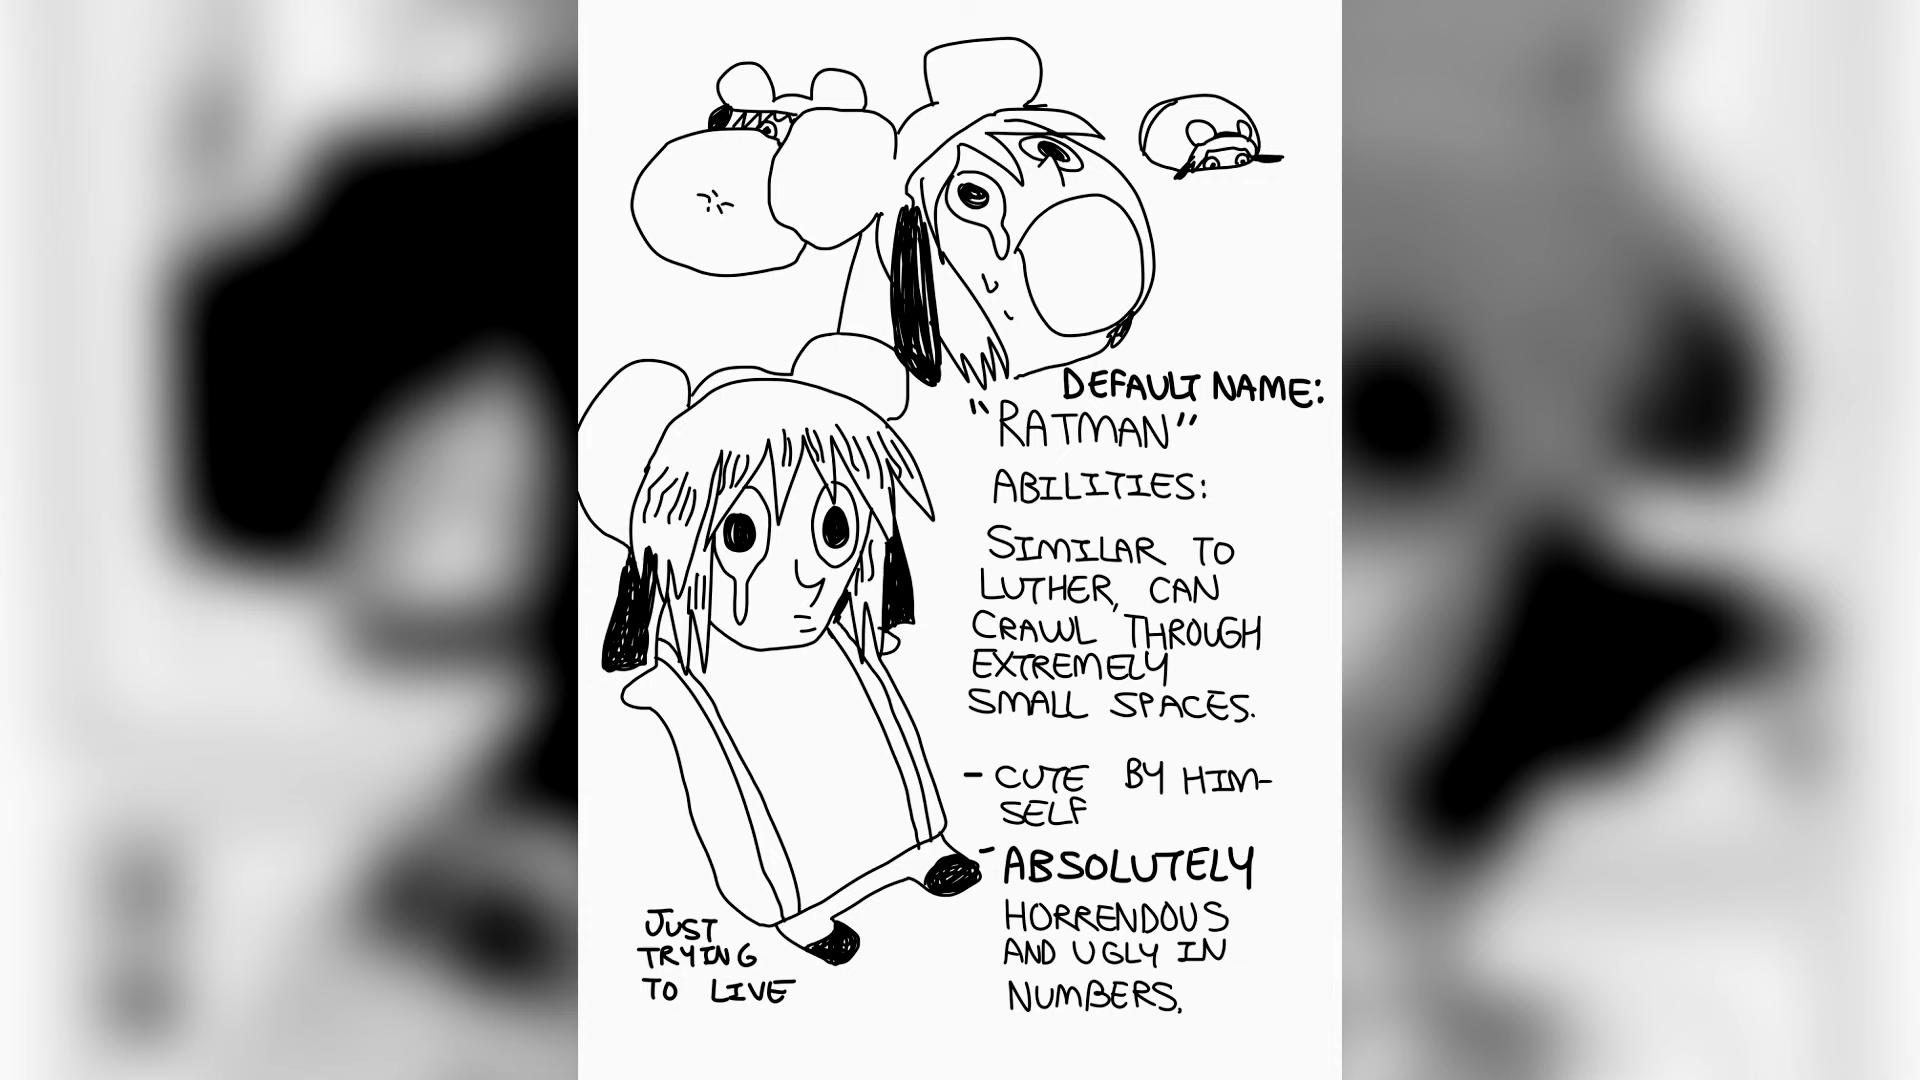 DEFAULT NAME:
"RATMAN"
ABILITIES:
SIMILAR TO
LUTHER, CAN
CRAWL THROUGH
EXTREMELY
SMALL SPACES.
- CUTE BY HIM-
SELF
- ABSOLUTELY
HORRENDOUS
AND UGLY IN
NUMBERS.
JUST
TRYING
TO LIVE